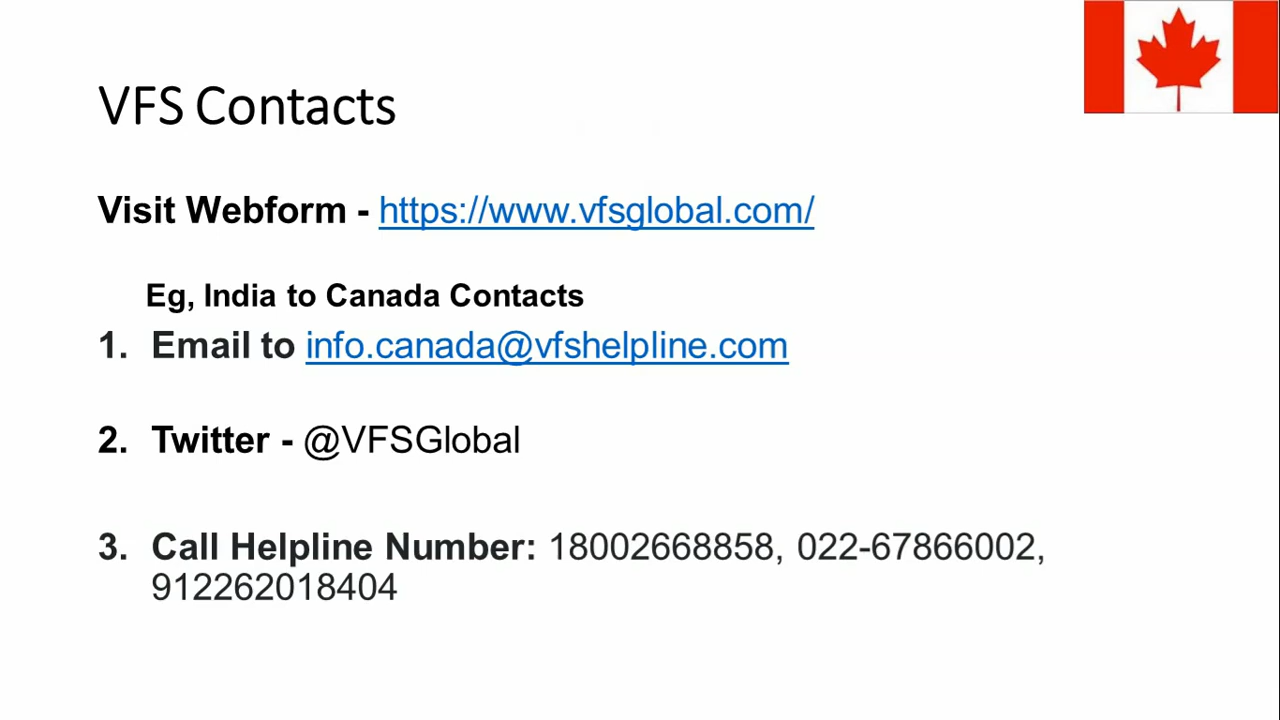 VFS Contacts
Visit Webform - https://www.vfsglobal.com/
Eg, India to Canada Contacts
1. Email to info.canada@vfshelpline.com
2. Twitter - @VFSGlobal
3. Call Helpline Number: 18002668858, 022-67866002,
912262018404